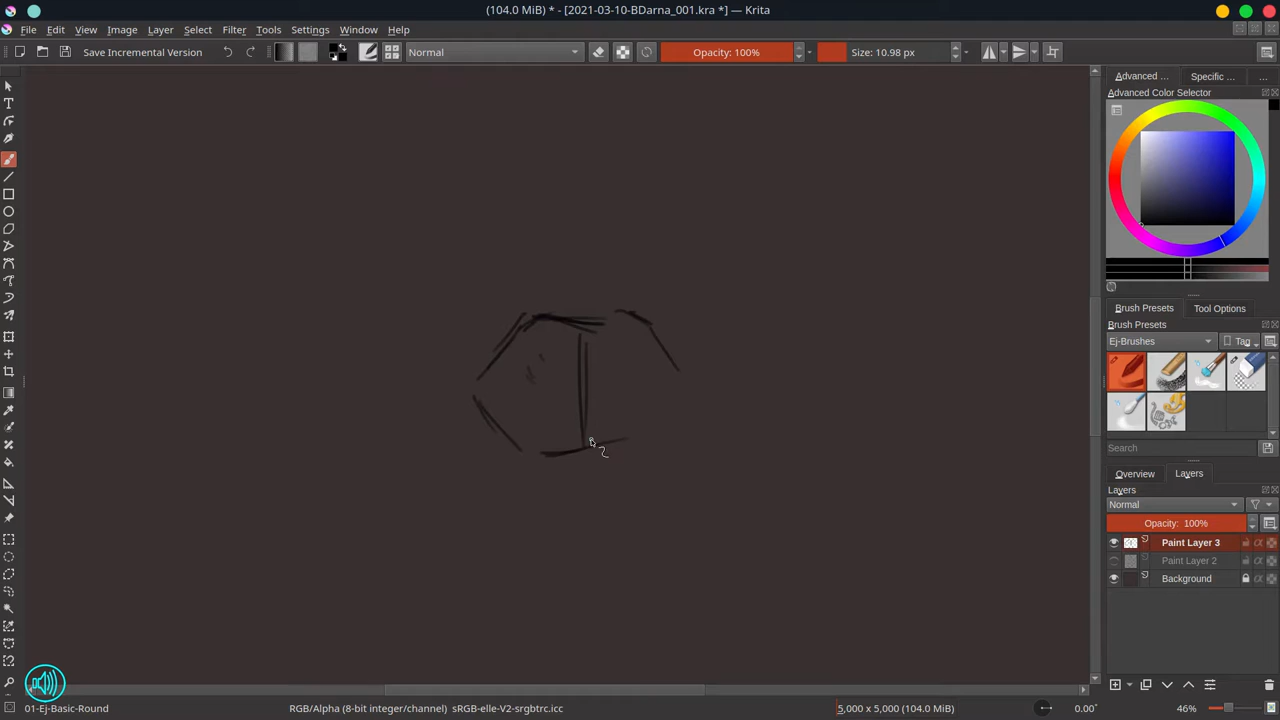 (104.0 MiB) * - [2021-03-10-BDarna_001.kra *] — Krita
File Edit View Image Layer Select Filter Tools Settings Window Help
Save Incremental Version Normal Opacity: 100% Size: 10.98 px
Advanced ... Specific ... ...
Advanced Color Selector
Brush Presets Tool Options
Brush Presets
Ej-Brushes Tag
Search
Overview Layers
Layers
Normal
Opacity: 100%
Paint Layer 3
Paint Layer 2
Background
01-Ej-Basic-Round RGB/Alpha (8-bit integer/channel) sRGB-elle-V2-srgbtrc.icc 5,000 x 5,000 (104.0 MiB) 0.00° 46%